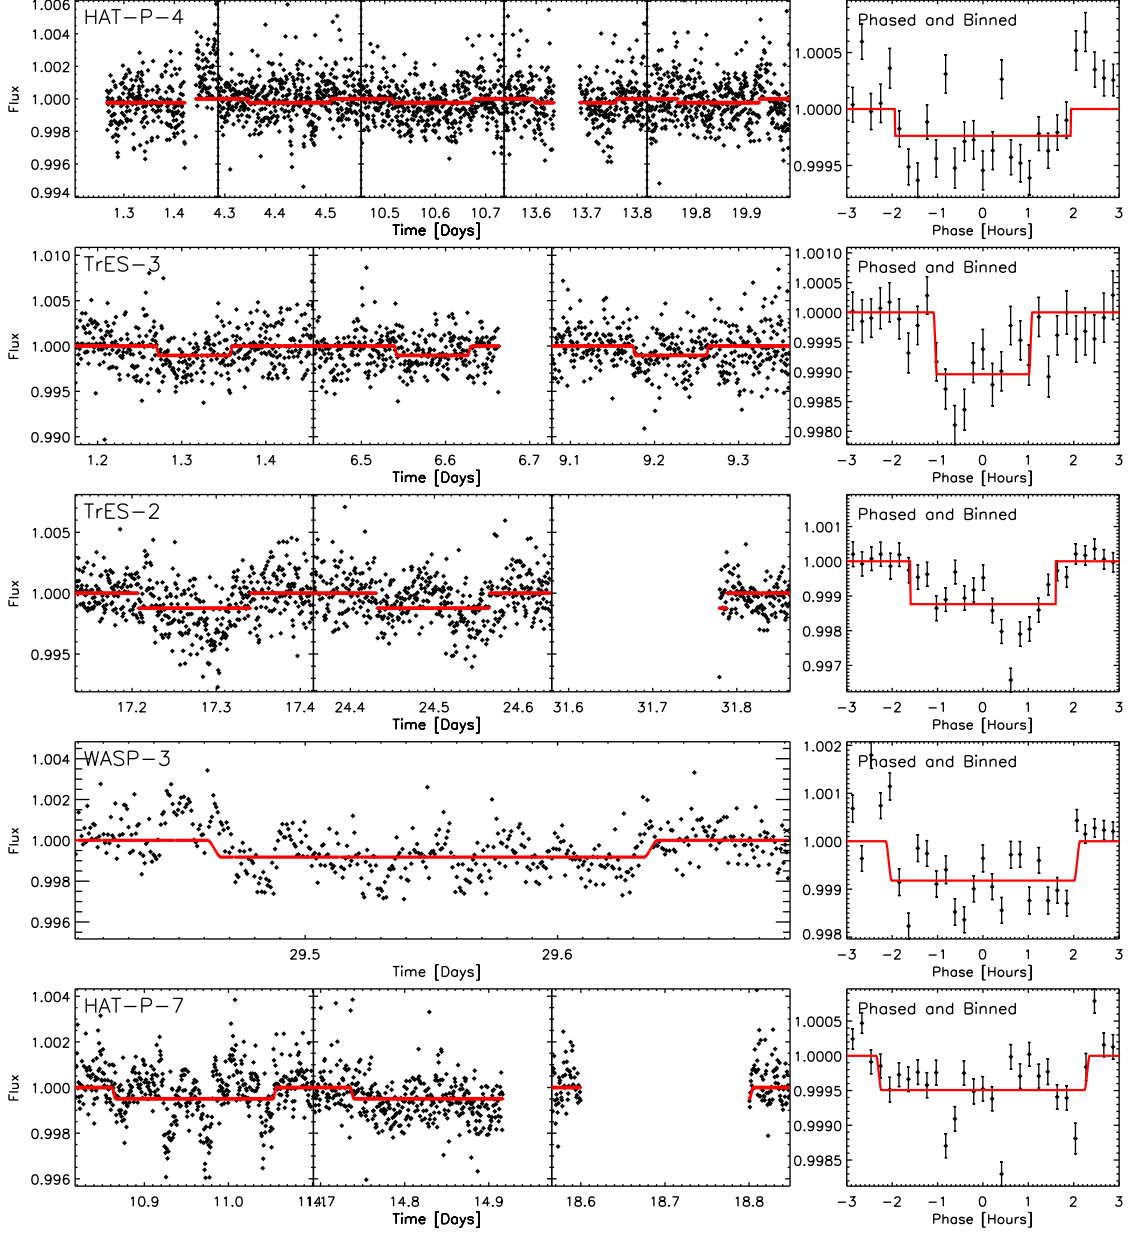 HAT-P-4
Phased and Binned
1.006
1.004
1.002
1.000
0.998
0.996
0.994
Flux
1.0005
1.0000
0.9995
1.3 1.4 4.3 4.4 4.5 10.5 10.6 10.7 13.6 13.7 13.8 19.8 19.9
Time [Days]
-3 -2 -1 0 1 2 3
Phase [Hours]
TrES-3
Phased and Binned
1.010
1.005
1.000
0.995
0.990
Flux
1.0010
1.0005
1.0000
0.9995
0.9990
0.9985
0.9980
1.2 1.3 1.4 6.5 6.6 6.7 9.1 9.2 9.3
Time [Days]
-3 -2 -1 0 1 2 3
Phase [Hours]
TrES-2
Phased and Binned
1.005
1.000
0.995
Flux
1.001
1.000
0.999
0.998
0.997
17.2 17.3 17.4 24.4 24.5 24.6 31.6 31.7 31.8
Time [Days]
-3 -2 -1 0 1 2 3
Phase [Hours]
WASP-3
Phased and Binned
1.004
1.002
1.000
0.998
0.996
Flux
1.002
1.001
1.000
0.999
0.998
29.5 29.6
Time [Days]
-3 -2 -1 0 1 2 3
Phase [Hours]
HAT-P-7
Phased and Binned
1.004
1.002
1.000
0.998
0.996
Flux
1.0005
1.0000
0.9995
0.9990
0.9985
10.9 11.0 14.8 14.9 18.6 18.7 18.8
Time [Days]
-3 -2 -1 0 1 2 3
Phase [Hours]